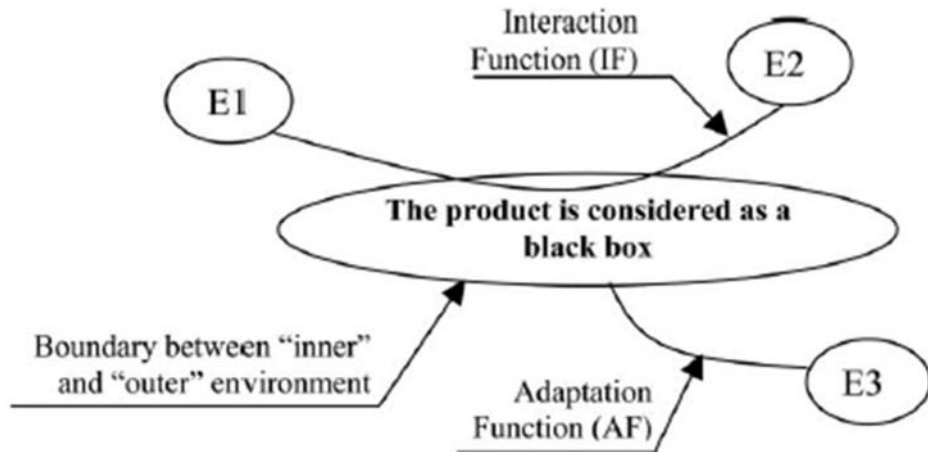 Interaction
Function (IF)
E1
E2
The product is considered as a
black box
Boundary between “inner”
and “outer” environment
Adaptation
Function (AF)
E3